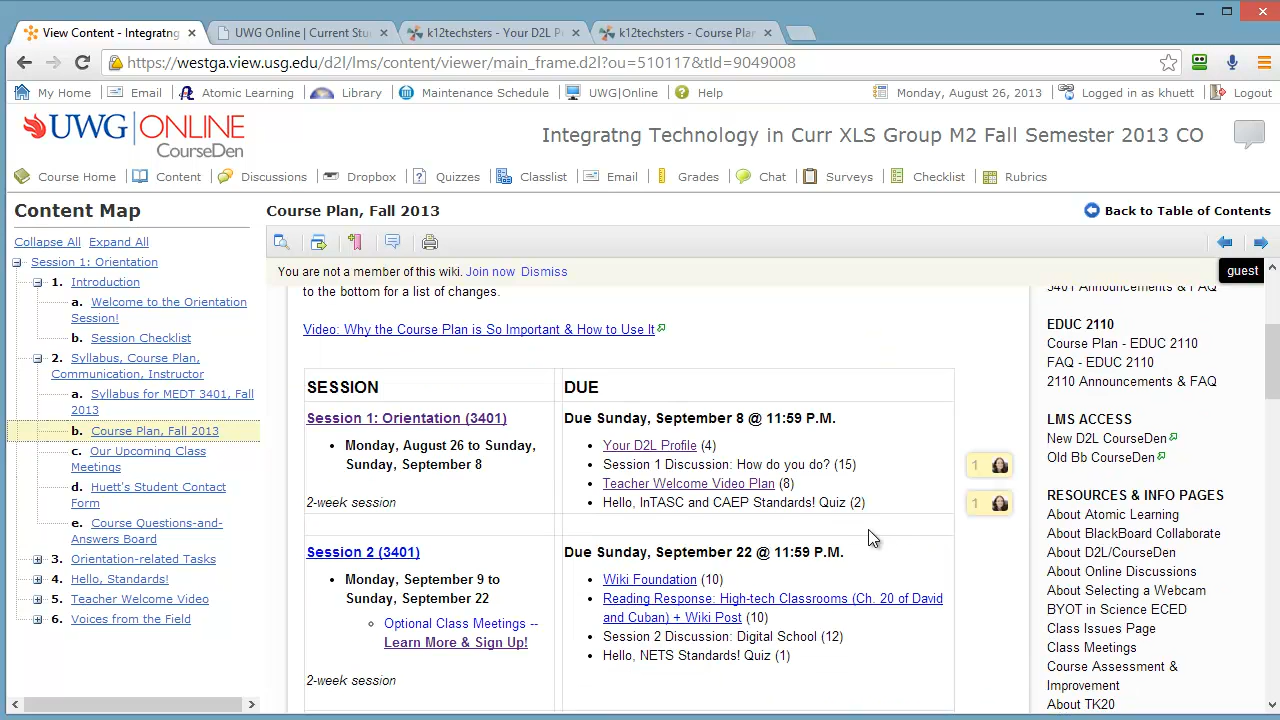 View Content - Integratng
UWG Online | Current Stu
k12techsters - Your D2L P
k12techsters - Course Plan
https://westga.view.usg.edu/d2l/lms/content/viewer/main_frame.d2l?ou=510117&tId=9049008
My Home Email Atomic Learning Library Maintenance Schedule UWG|Online Help Monday, August 26, 2013 Logged in as khuett Logout
UWG | ONLINE
CourseDen
Integratng Technology in Curr XLS Group M2 Fall Semester 2013 CO
Course Home Content Discussions Dropbox Quizzes Classlist Email Grades Chat Surveys Checklist Rubrics
Content Map
Collapse All Expand All
Session 1: Orientation
1. Introduction
a. Welcome to the Orientation
Session!
b. Session Checklist
2. Syllabus, Course Plan,
Communication, Instructor
a. Syllabus for MEDT 3401, Fall
2013
b. Course Plan, Fall 2013
c. Our Upcoming Class
Meetings
d. Huett's Student Contact
Form
e. Course Questions-and-
Answers Board
3. Orientation-related Tasks
4. Hello, Standards!
5. Teacher Welcome Video
6. Voices from the Field
Course Plan, Fall 2013
Back to Table of Contents
You are not a member of this wiki. Join now Dismiss
guest
to the bottom for a list of changes.
Video: Why the Course Plan is So Important & How to Use It
SESSION DUE
Session 1: Orientation (3401)
Monday, August 26 to Sunday,
Sunday, September 8
2-week session
Due Sunday, September 8 @ 11:59 P.M.
Your D2L Profile (4)
Session 1 Discussion: How do you do? (15)
Teacher Welcome Video Plan (8)
Hello, InTASC and CAEP Standards! Quiz (2)
1
1
Session 2 (3401)
Monday, September 9 to
Sunday, September 22
Optional Class Meetings --
Learn More & Sign Up!
2-week session
Due Sunday, September 22 @ 11:59 P.M.
Wiki Foundation (10)
Reading Response: High-tech Classrooms (Ch. 20 of David
and Cuban) + Wiki Post (10)
Session 2 Discussion: Digital School (12)
Hello, NETS Standards! Quiz (1)
3401 Announcements & FAQ
EDUC 2110
Course Plan - EDUC 2110
FAQ - EDUC 2110
2110 Announcements & FAQ
LMS ACCESS
New D2L CourseDen
Old Bb CourseDen
RESOURCES & INFO PAGES
About Atomic Learning
About BlackBoard Collaborate
About D2L/CourseDen
About Online Discussions
About Selecting a Webcam
BYOT in Science ECED
Class Issues Page
Class Meetings
Course Assessment &
Improvement
About TK20